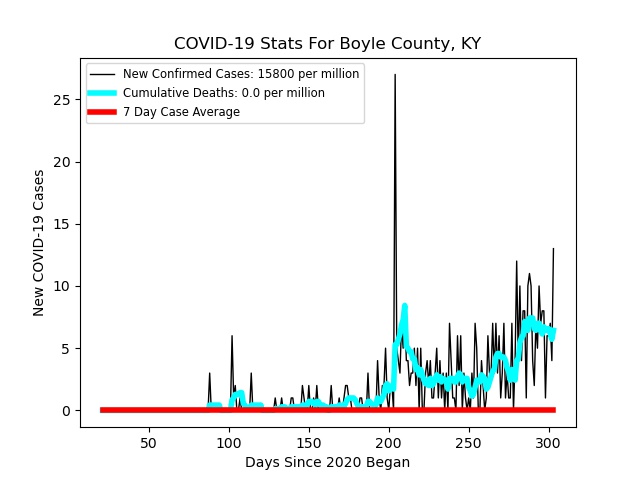 COVID-19 Stats For Boyle County, KY
New Confirmed Cases: 15800 per million
Cumulative Deaths: 0.0 per million
7 Day Case Average
New COVID-19 Cases
25
20
15
10
5
0
50 100 150 200 250 300
Days Since 2020 Began